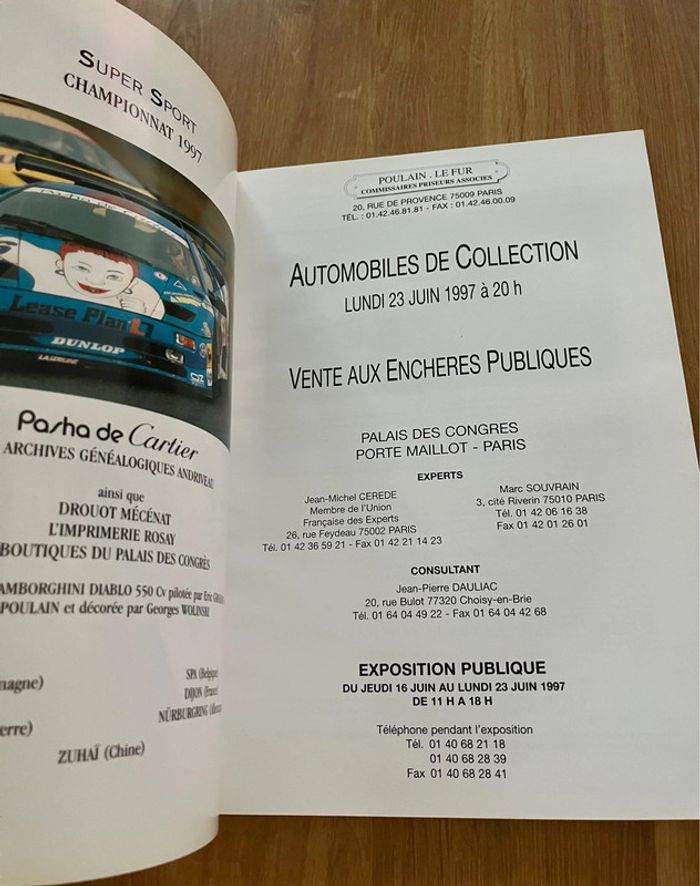 SUPER SPORT
CHAMPIONNAT 1997
Lease Plan
DUNLOP
Pasha de Cartier
ARCHIVES GÉNÉALOGIQUES ANDRIVEAU
ainsi que
DROUOT MÉCÉNAT
L'IMPRIMERIE ROSAY
BOUTIQUES DU PALAIS DES CONGRÈS
AMBORGHINI DIABLO 550 Cv pilotée par Eric
POULAIN et décorée par Georges WOLINSKI
SPA (Belgique)
DIJON (France)
NÜRBURGRING
ZUHAÏ (Chine)
POULAIN . LE FUR
COMMISSAIRES PRISEURS ASSOCIES
20, RUE DE PROVENCE 75009 PARIS
TÉL. : 01.42.46.81.81 - FAX : 01.42.46.00.09
AUTOMOBILES DE COLLECTION
LUNDI 23 JUIN 1997 à 20 h
VENTE AUX ENCHERES PUBLIQUES
PALAIS DES CONGRES
PORTE MAILLOT - PARIS
EXPERTS
Jean-Michel CEREDE
Membre de l'Union
Française des Experts
26, rue Feydeau 75002 PARIS
Tél. 01 42 36 59 21 - Fax 01 42 21 14 23
Marc SOUVRAIN
3, cité Riverin 75010 PARIS
Tél. 01 42 06 16 38
Fax 01 42 01 26 01
CONSULTANT
Jean-Pierre DAULIAC
20, rue Bulot 77320 Choisy-en-Brie
Tél. 01 64 04 49 22 - Fax 01 64 04 42 68
EXPOSITION PUBLIQUE
DU JEUDI 16 JUIN AU LUNDI 23 JUIN 1997
DE 11 H A 18 H
Téléphone pendant l'exposition
Tél. 01 40 68 21 18
01 40 68 28 39
Fax 01 40 68 28 41